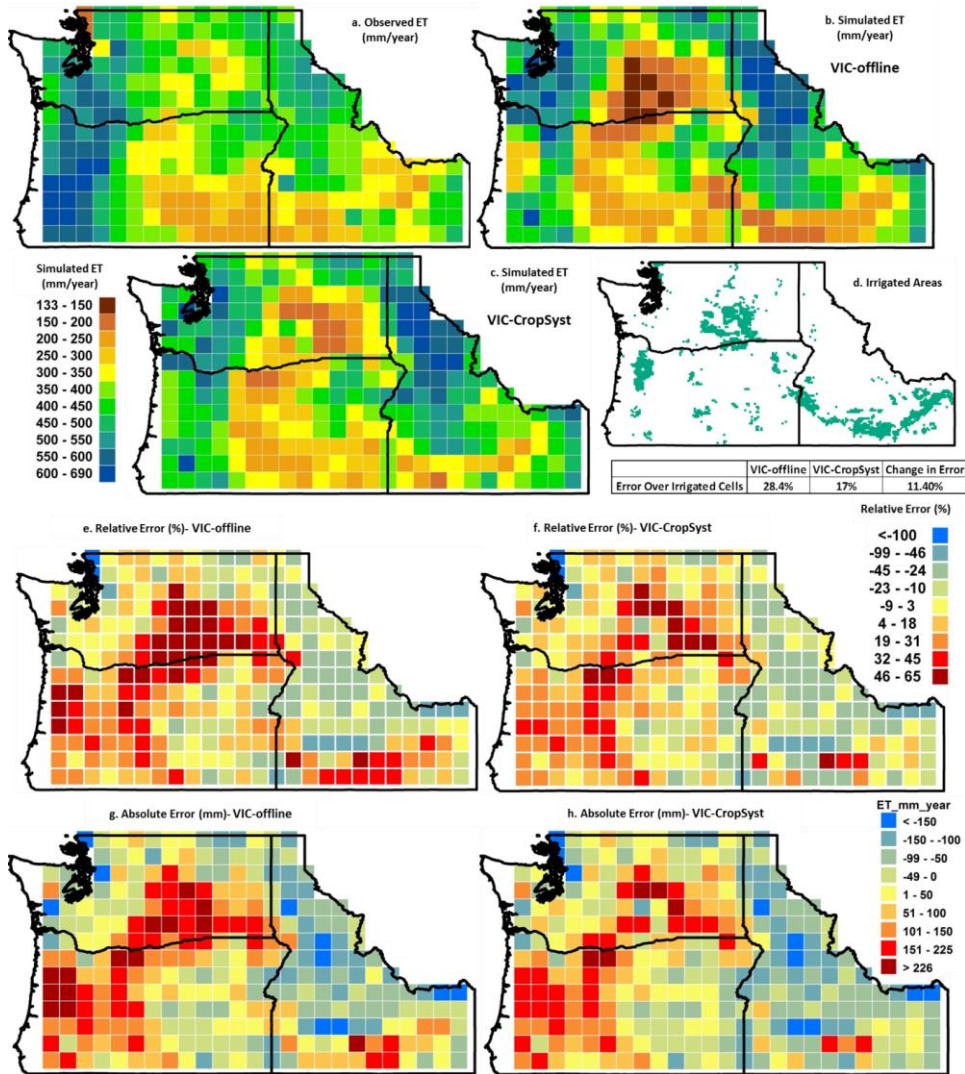 a. Observed ET
(mm/year)
b. Simulated ET
(mm/year)
VIC-offline
Simulated ET
(mm/year)
133 - 150
150 - 200
200 - 250
250 - 300
300 - 350
350 - 400
400 - 450
450 - 500
500 - 550
550 - 600
600 - 690
c. Simulated ET
(mm/year)
VIC-CropSyst
d. Irrigated Areas
VIC-offline VIC-CropSyst Change in Error
Error Over Irrigated Cells 28.4% 17% 11.40%
e. Relative Error (%)- VIC-offline
f. Relative Error (%)- VIC-CropSyst
Relative Error (%)
<-100
-99 - -46
-45 - -24
-23 - -10
-9 - 3
4 - 18
19 - 31
32 - 45
46 - 65
g. Absolute Error (mm)- VIC-offline
h. Absolute Error (mm)- VIC-CropSyst
ET_mm_year
< -150
-150 - -100
-99 - -50
-49 - 0
1 - 50
51 - 100
101 - 150
151 - 225
> 226